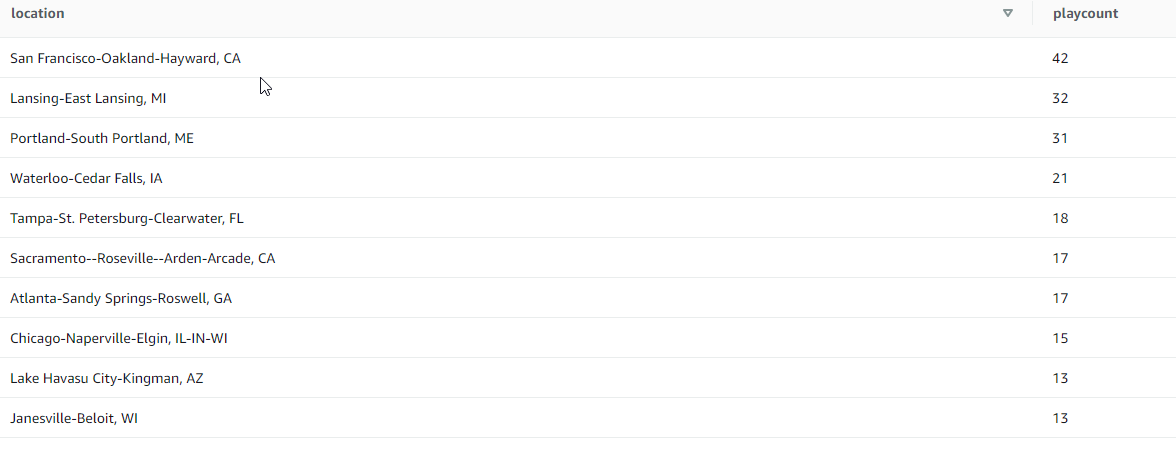 location playcount
San Francisco-Oakland-Hayward, CA 42
Lansing-East Lansing, MI 32
Portland-South Portland, ME 31
Waterloo-Cedar Falls, IA 21
Tampa-St. Petersburg-Clearwater, FL 18
Sacramento--Roseville--Arden-Arcade, CA 17
Atlanta-Sandy Springs-Roswell, GA 17
Chicago-Naperville-Elgin, IL-IN-WI 15
Lake Havasu City-Kingman, AZ 13
Janesville-Beloit, WI 13